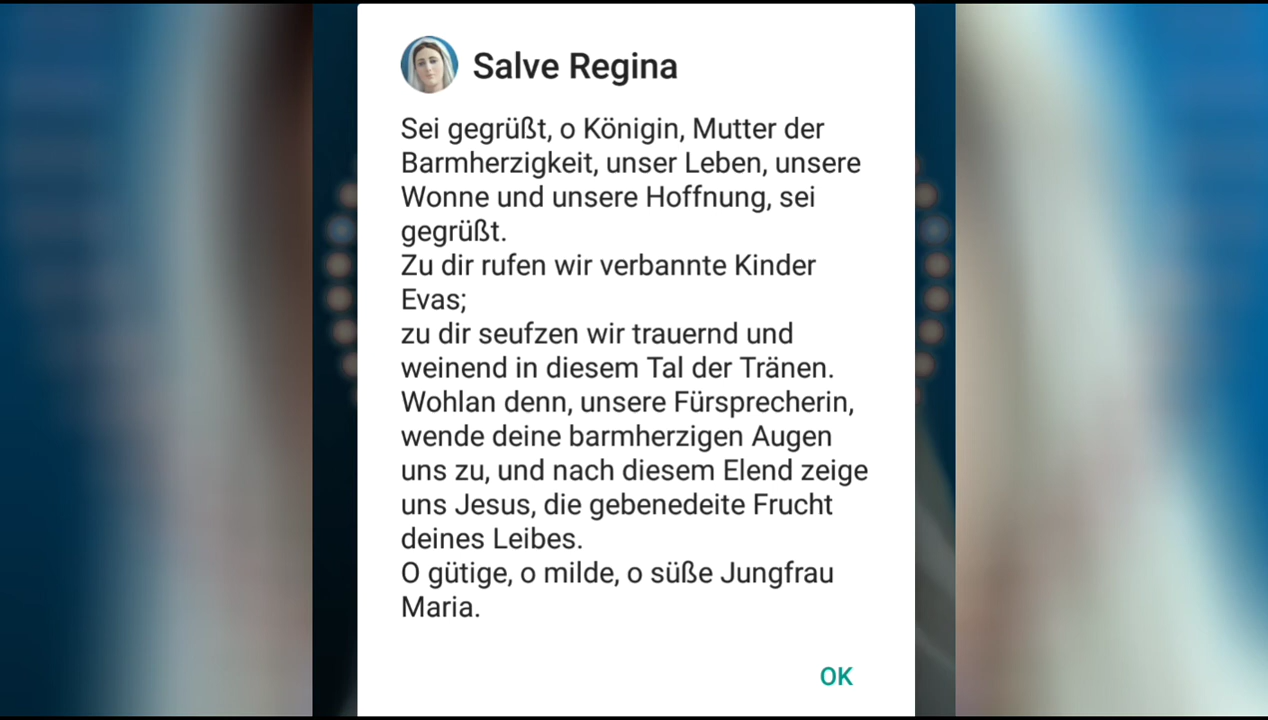 Salve Regina
Sei gegrüßt, o Königin, Mutter der
Barmherzigkeit, unser Leben, unsere
Wonne und unsere Hoffnung, sei
gegrüßt.
Zu dir rufen wir verbannte Kinder
Evas;
zu dir seufzen wir trauernd und
weinend in diesem Tal der Tränen.
Wohlan denn, unsere Fürsprecherin,
wende deine barmherzigen Augen
uns zu, und nach diesem Elend zeige
uns Jesus, die gebenedeite Frucht
deines Leibes.
O gütige, o milde, o süße Jungfrau
Maria.
OK